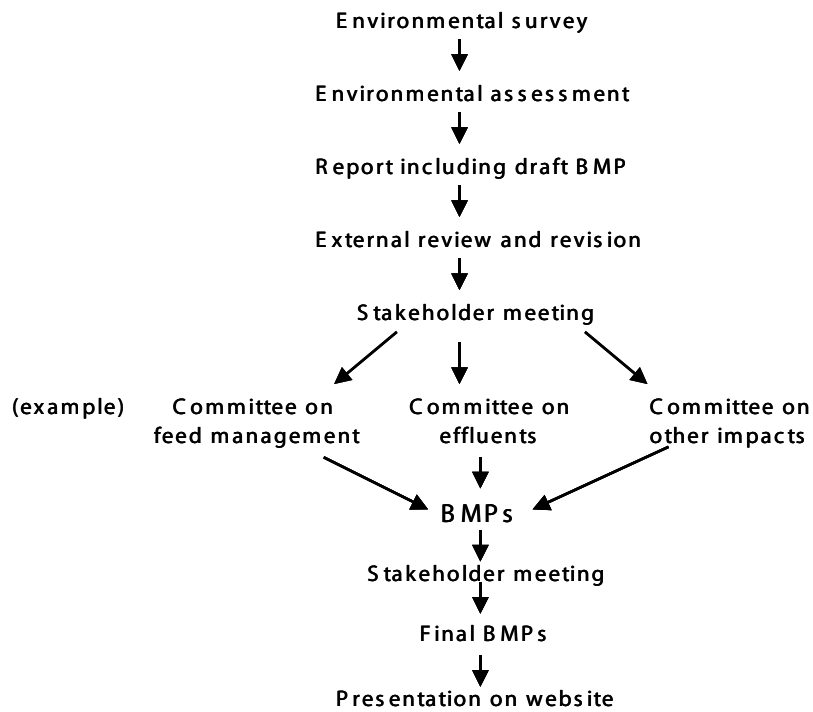 Environmental survey
Environmental assessment
Report including draft BMP
External review and revision
Stakeholder meeting
(example)
Committee on
feed management
Committee on
effluents
Committee on
other impacts
BMPs
Stakeholder meeting
Final BMPs
Presentation on website